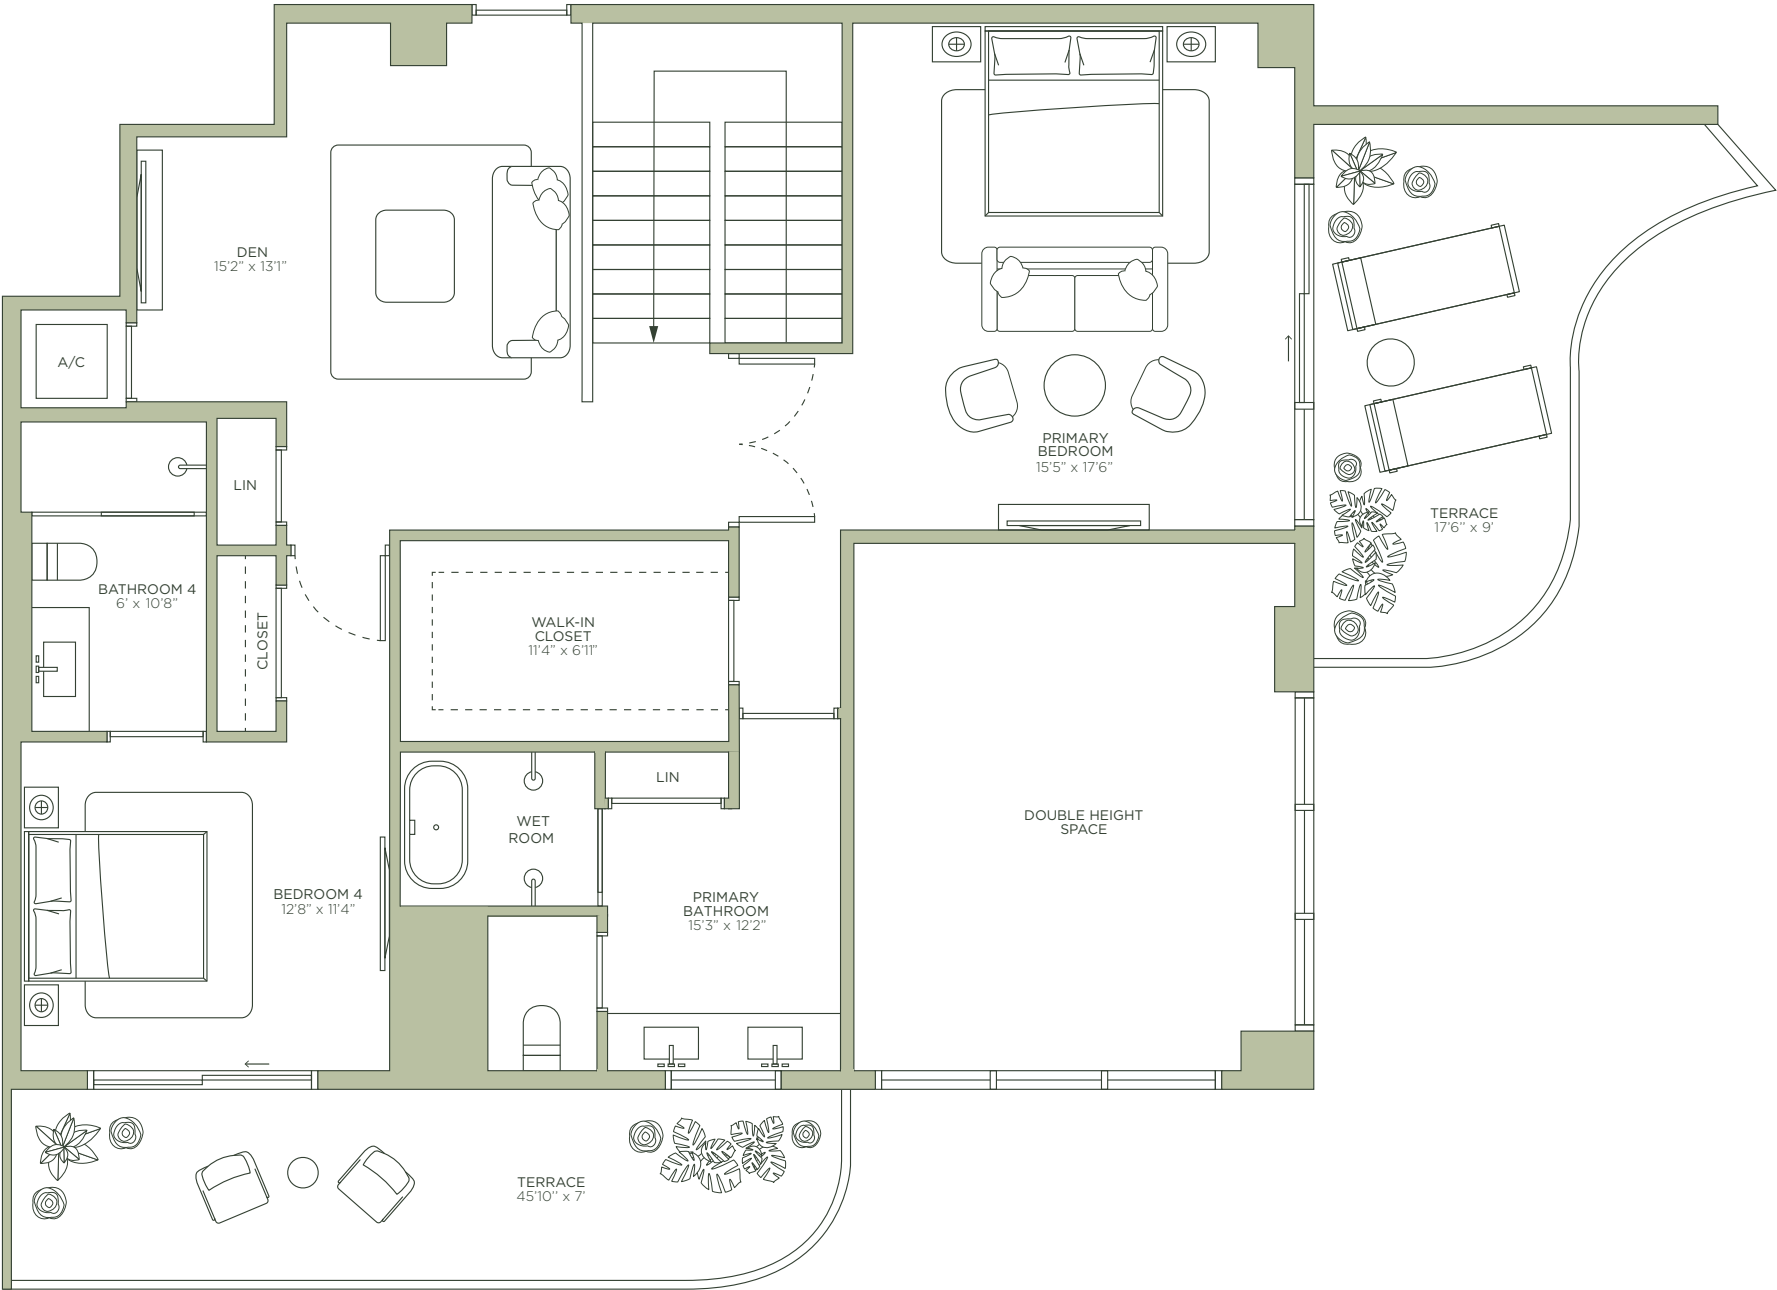 DEN
15'2" x 13'1"
A/C
LIN
BATHROOM 4
6' x 10'8"
CLOSET
WALK-IN
CLOSET
11'4" x 6'11"
PRIMARY
BEDROOM
15'5" x 17'6"
TERRACE
17'6'' x 9'
LIN
WET
ROOM
DOUBLE HEIGHT
SPACE
BEDROOM 4
12'8" x 11'4"
PRIMARY
BATHROOM
15'3" x 12'2"
TERRACE
45'10'' x 7'